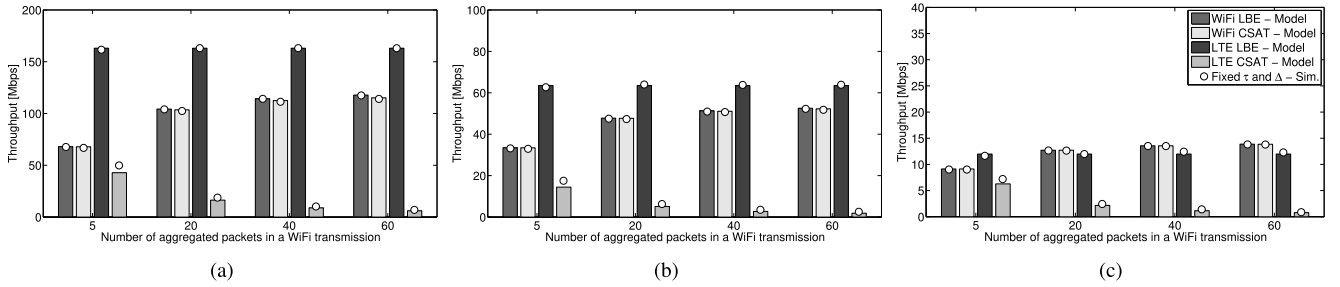 200
150
100
50
0
Throughput [Mbps]
5 20 40 60
Number of aggregated packets in a WiFi transmission
(a)
100
80
60
40
20
0
Throughput [Mbps]
5 20 40 60
Number of aggregated packets in a WiFi transmission
(b)
40
35
30
25
20
15
10
5
0
Throughput [Mbps]
WiFi LBE − Model
WiFi CSAT − Model
LTE LBE − Model
LTE CSAT − Model
Fixed τ and Δ − Sim.
5 20 40 60
Number of aggregated packets in a WiFi transmission
(c)